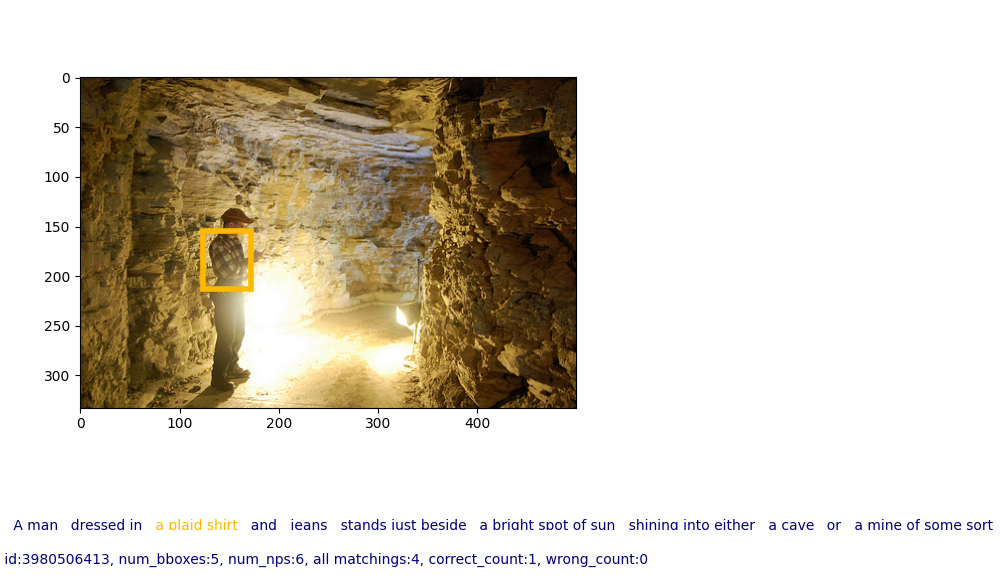 0
50
100
150
200
250
300
0 100 200 300 400
A man dressed in a plaid shirt and jeans stands just beside a bright spot of sun shining into either a cave or a mine of some sort
id:3980506413, num_bboxes:5, num_nps:6, all matchings:4, correct_count:1, wrong_count:0